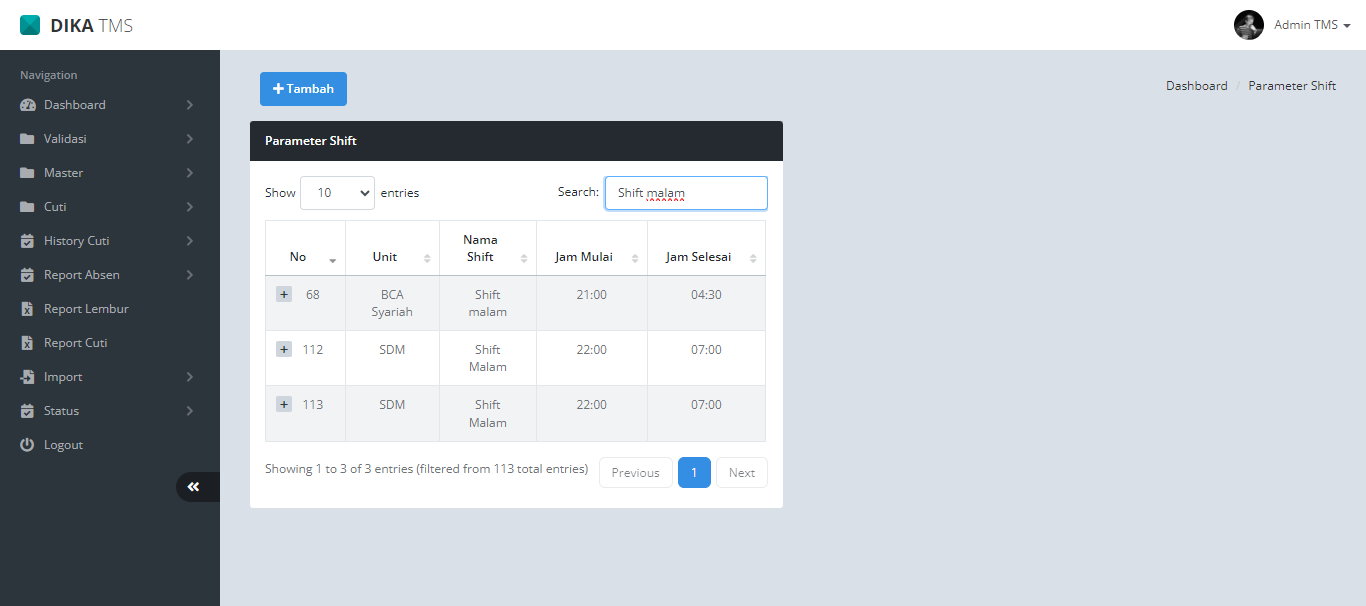 DIKA TMS
Admin TMS
Navigation
Dashboard
Validasi
Master
Cuti
History Cuti
Report Absen
Report Lembur
Report Cuti
Import
Status
Logout
+ Tambah
Dashboard / Parameter Shift
Parameter Shift
Show 10 entries
Search: Shift malam
No Unit Nama Shift Jam Mulai Jam Selesai
+ 68 BCA Syariah Shift malam 21:00 04:30
+ 112 SDM Shift Malam 22:00 07:00
+ 113 SDM Shift Malam 22:00 07:00
Showing 1 to 3 of 3 entries (filtered from 113 total entries)
Previous 1 Next